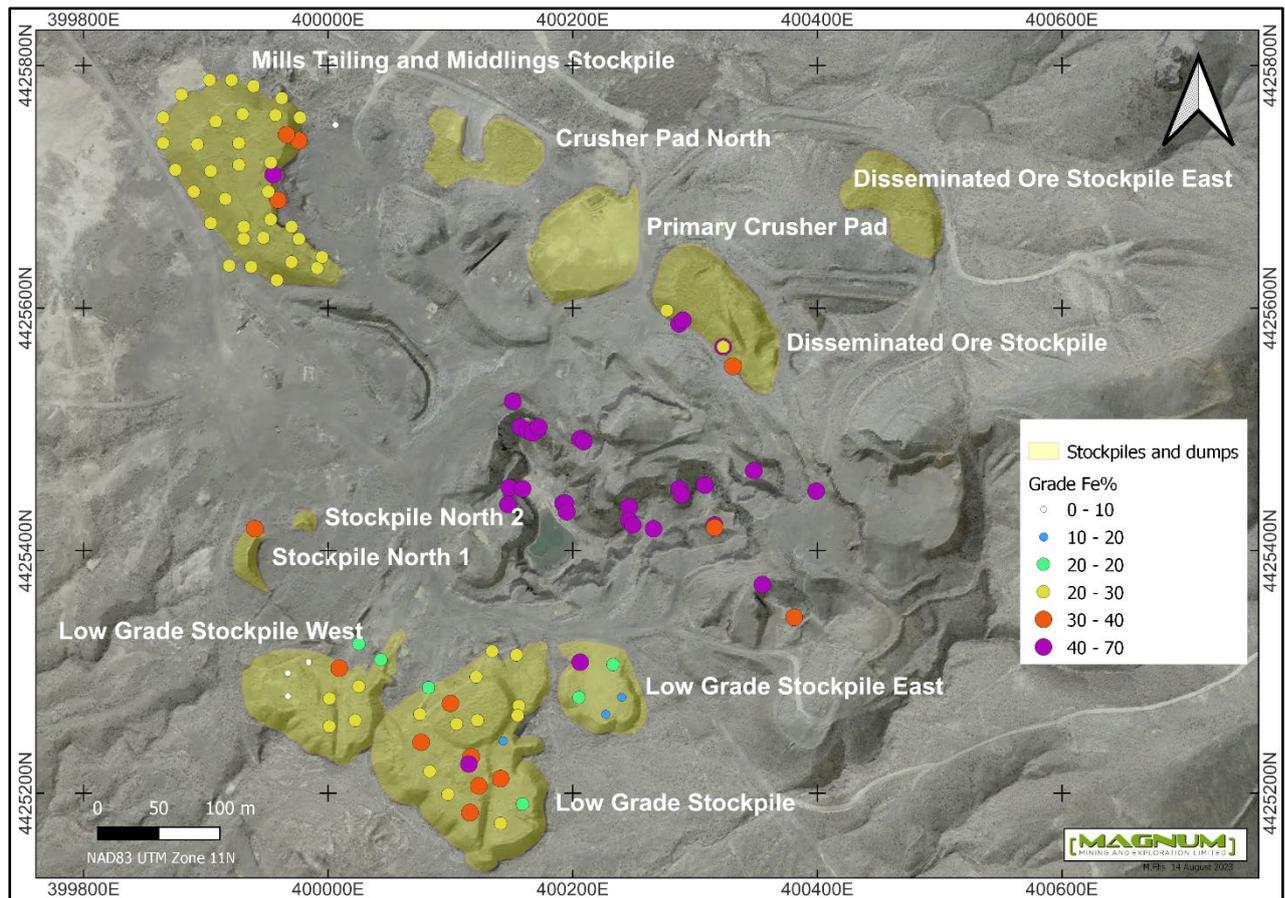 399800E 400000E 400200E 400400E 400600E
4425800N 4425800N
Mills Tailing and Middlings Stockpile
Crusher Pad North
Disseminated Ore Stockpile East
Primary Crusher Pad
4425600N 4425600N
Disseminated Ore Stockpile
Stockpiles and dumps
Grade Fe%
0 - 10
10 - 20
20 - 20
20 - 30
30 - 40
40 - 70
Stockpile North 2
4425400N 4425400N
Stockpile North 1
Low Grade Stockpile West
Low Grade Stockpile East
4425200N 4425200N
Low Grade Stockpile
0 50 100 m
NAD83 UTM Zone 11N
[MAGNUM]
MINING AND EXPLORATION LIMITED
14 August 2023
399800E 400000E 400200E 400400E 400600E